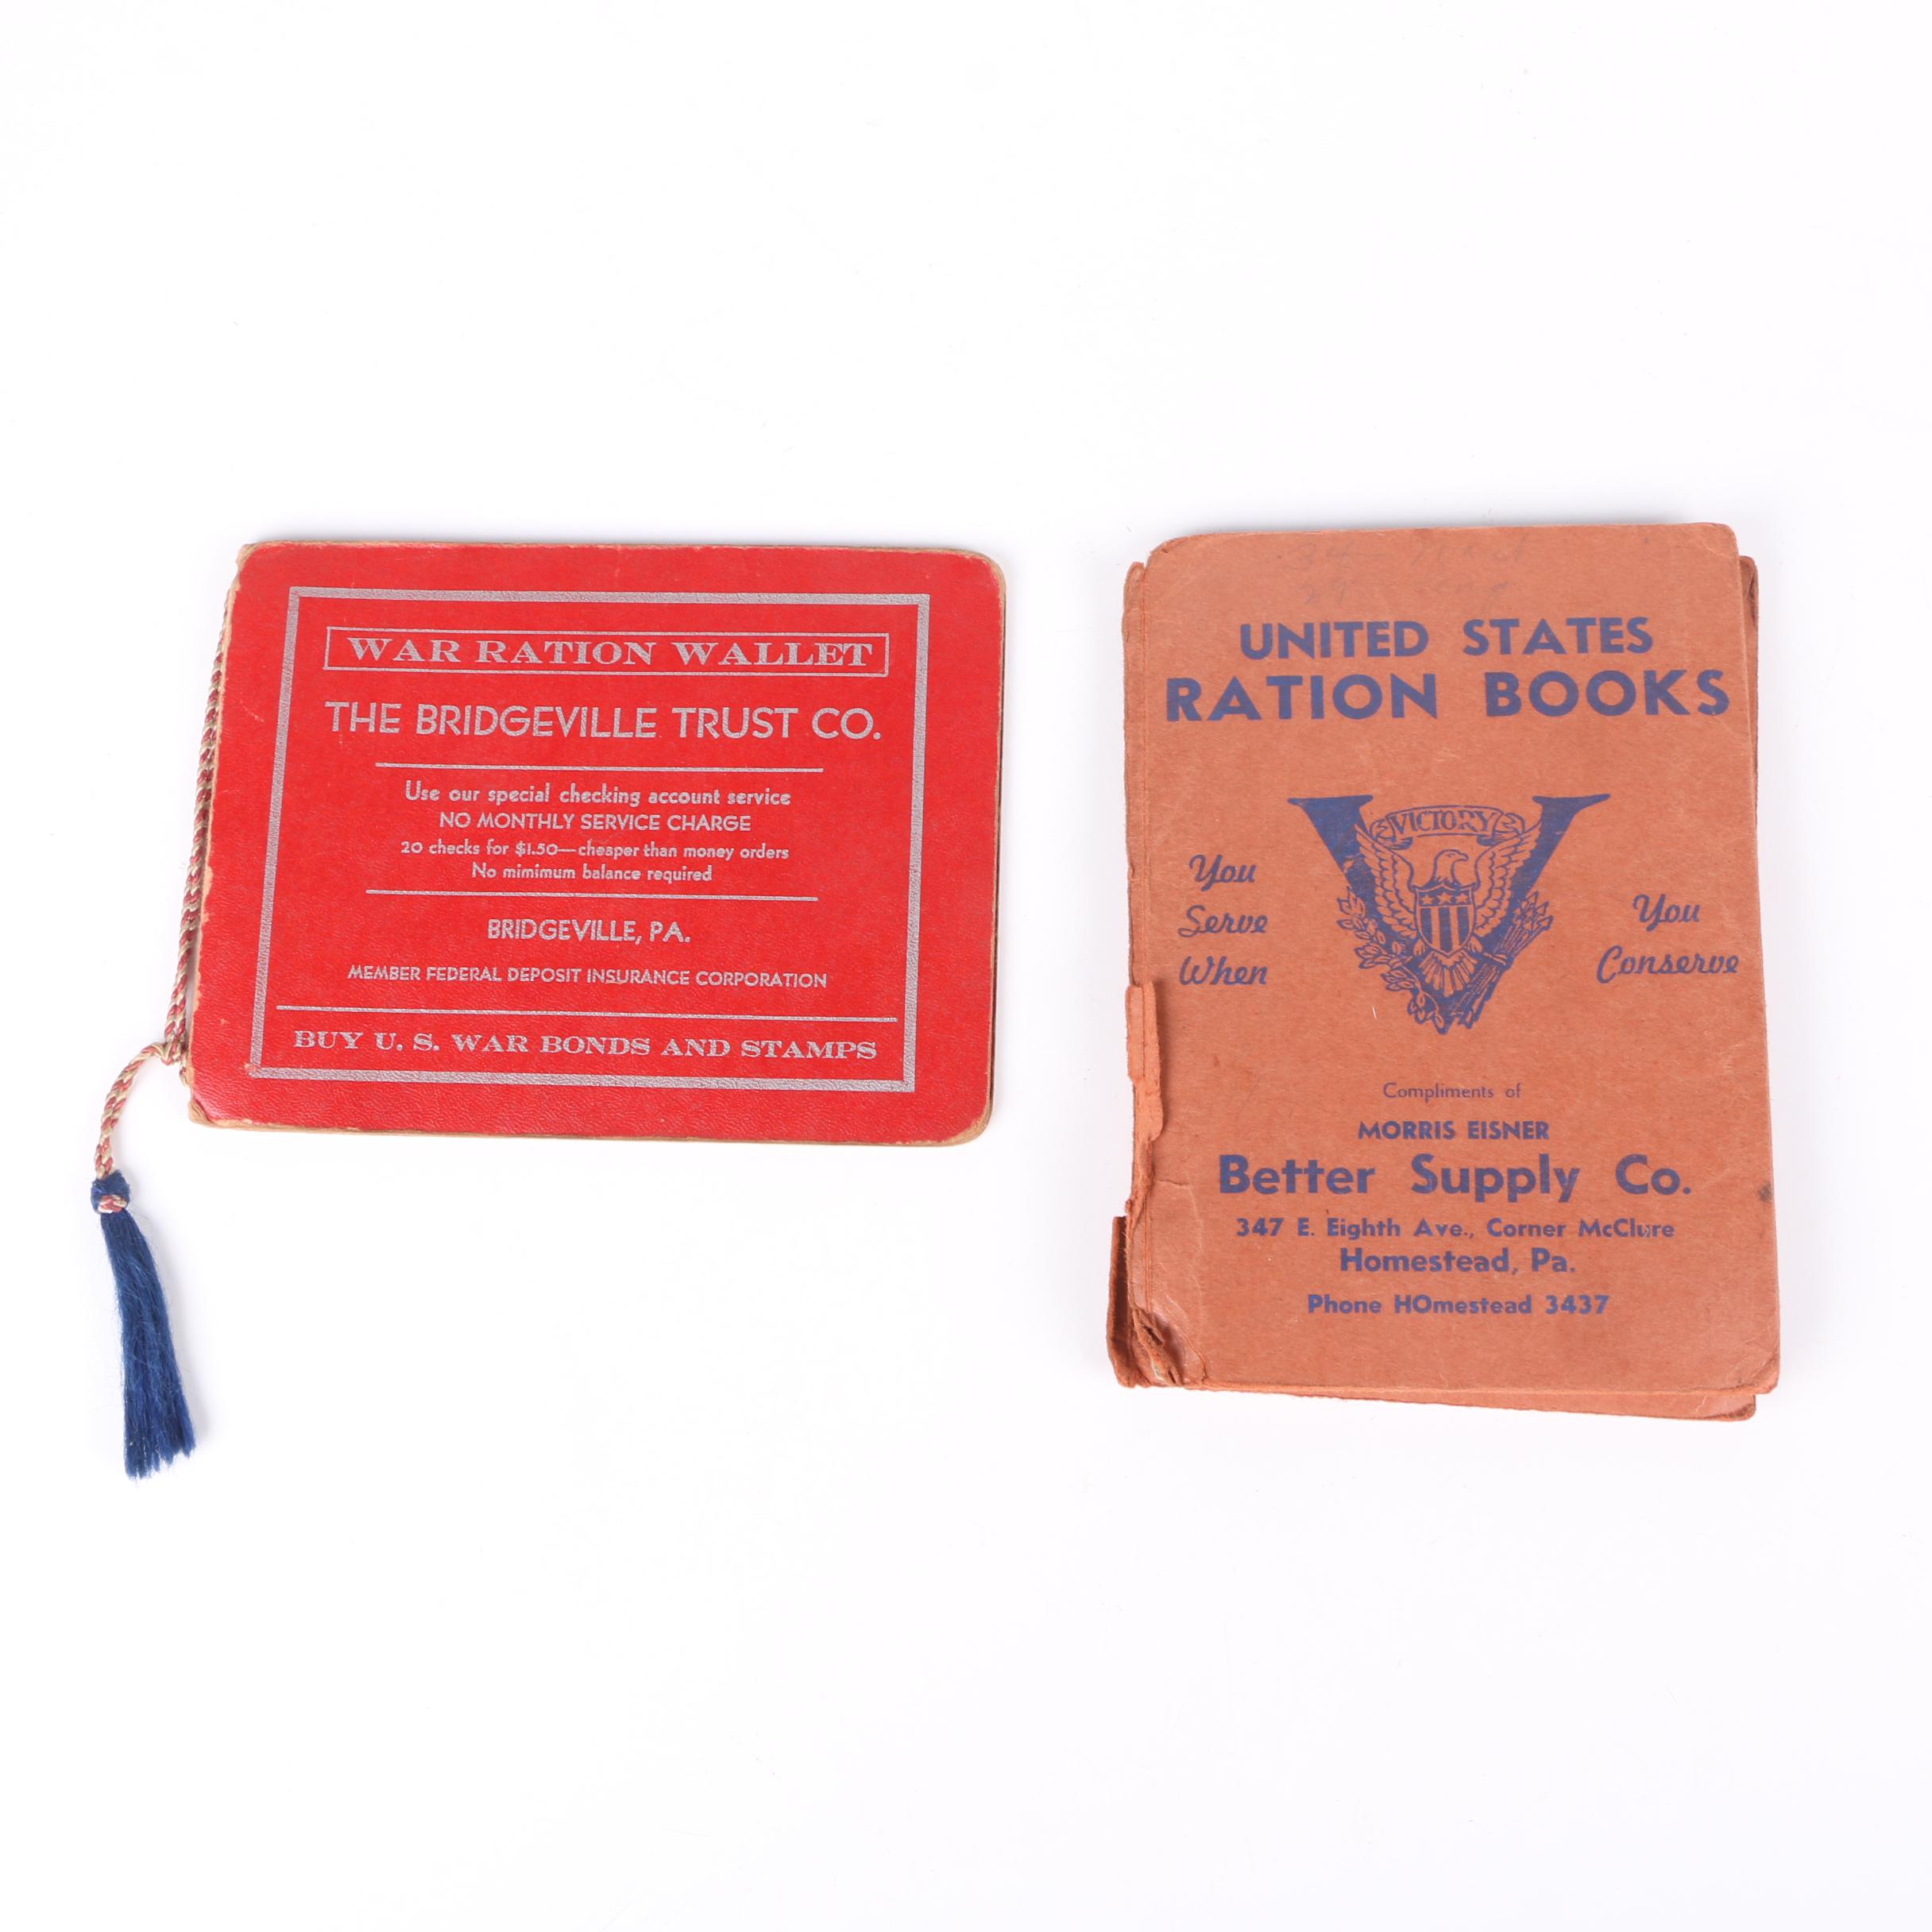 WAR RATION WALLET
THE BRIDGEVILLE TRUST CO.
Use our special checking account service
NO MONTHLY SERVICE CHARGE
20 checks for $1.50—cheaper than money orders
No mimimum balance required
BRIDGEVILLE, PA.
MEMBER FEDERAL DEPOSIT INSURANCE CORPORATION
BUY U. S. WAR BONDS AND STAMPS
34
29
UNITED STATES
RATION BOOKS
VICTORY
You
Serve
When
You
Conserve
Compliments of
MORRIS EISNER
Better Supply Co.
347 E. Eighth Ave., Corner McClure
Homestead, Pa.
Phone HOmestead 3437